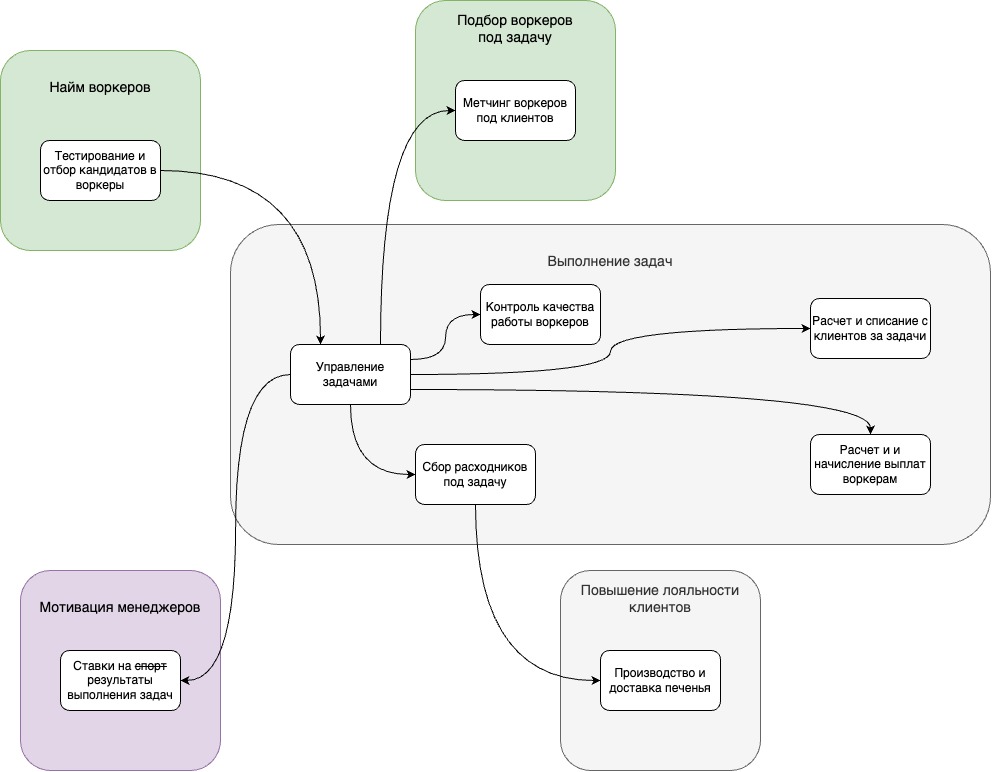 Подбор воркеров
под задачу
Метчинг воркеров
под клиентов
Найм воркеров
Тестирование и
отбор кандидатов в
воркеры
Выполнение задач
Контроль качества
работы воркеров
Расчет и списание с
клиентов за задачи
Управление
задачами
Сбор расходников
под задачу
Расчет и и
начисление выплат
воркерам
Мотивация менеджеров
Ставки на спорт
результаты
выполнения задач
Повышение лояльности
клиентов
Производство и
доставка печенья